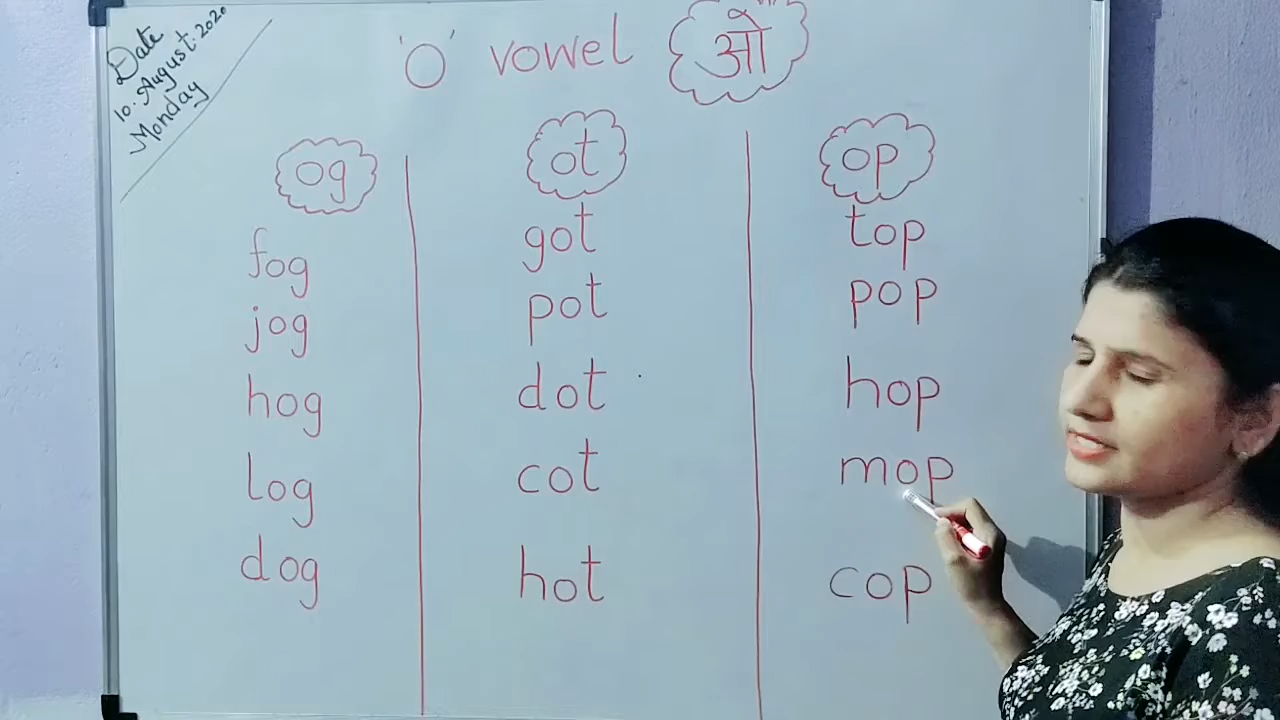 Date
10. August. 2020
Monday
'O' vowel ओ
og
fog
jog
hog
log
dog
ot
got
pot
dot
cot
hot
op
top
pop
hop
mop
cop